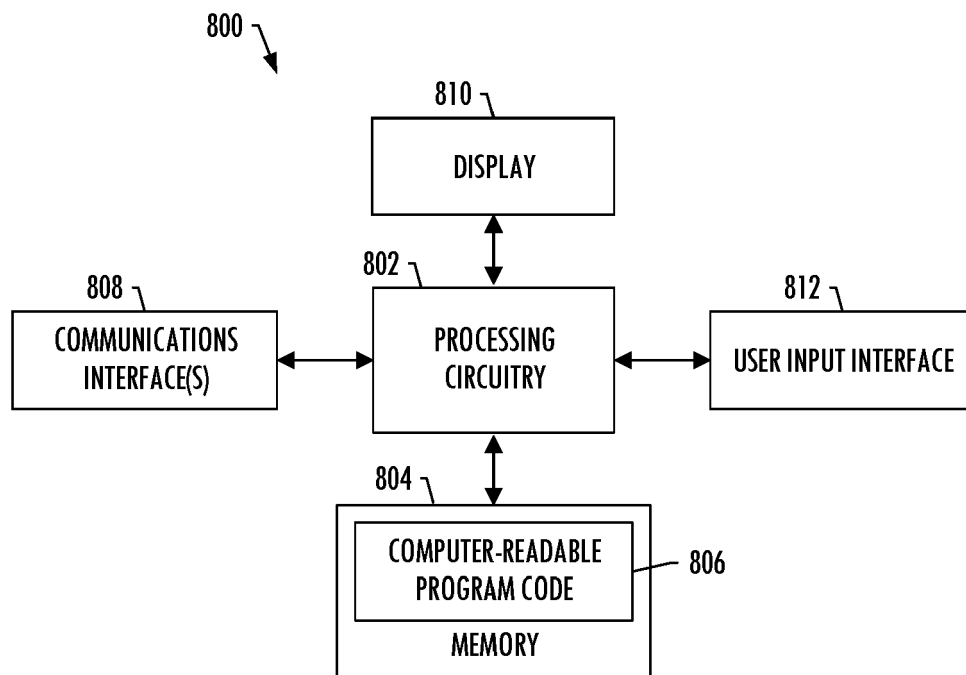 800
810
DISPLAY
802
808
812
COMMUNICATIONS
INTERFACE(S)
PROCESSING
CIRCUITRY
USER INPUT INTERFACE
804
COMPUTER-READABLE
PROGRAM CODE
806
MEMORY